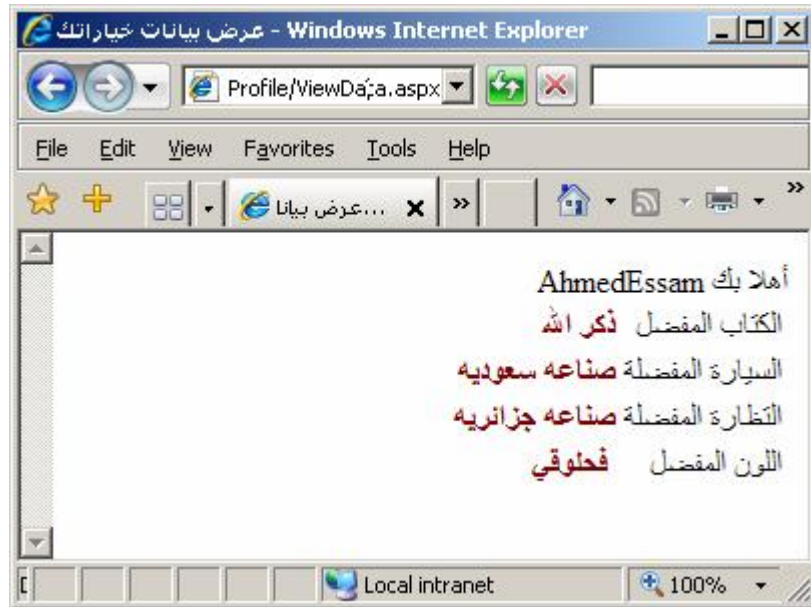 عرض بيانات خياراتك - Windows Internet Explorer
Profile/ViewData.aspx
File Edit View Favorites Tools Help
عرض بيانا...
أهلا بك AhmedEssam
الكتاب المفضل ذكر الله
السيارة المفضلة صناعه سعوديه
النظارة المفضلة صناعه جزائريه
اللون المفضل فحلوقي
Local intranet 100%